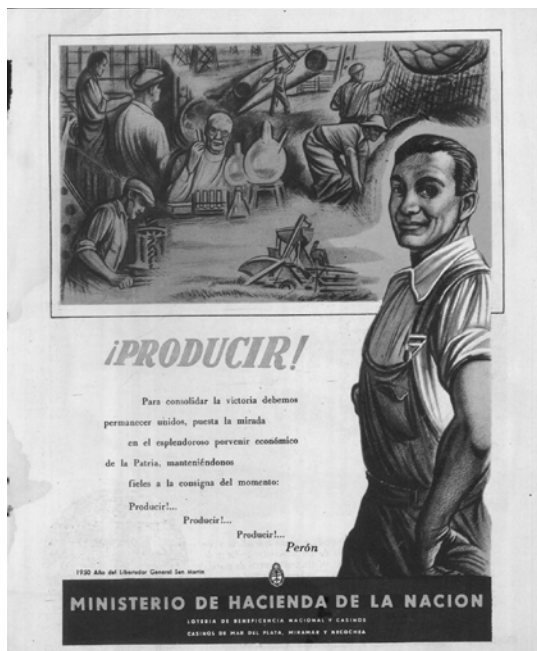 ¡PRODUCIR!
Para consolidar la victoria debemos
permanecer unidos, puesta la mirada
en el esplendoroso porvenir económico
de la Patria, manteniéndonos
fieles a la consigna del momento:
Producir!...
Producir!...
Producir!...
Perón
1950 Año del Libertador General San Martín
MINISTERIO DE HACIENDA DE LA NACION
LOTERIA DE BENEFICENCIA NACIONAL Y CASINOS
CASINOS DE MAR DEL PLATA, MIRAMAR Y NECOCHEA